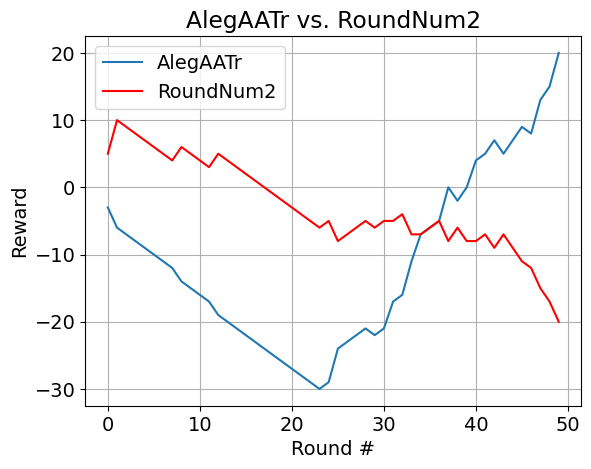 AlegAATr vs. RoundNum2
AlegAATr
RoundNum2
Reward
20
10
0
−10
−20
−30
0 10 20 30 40 50
Round #